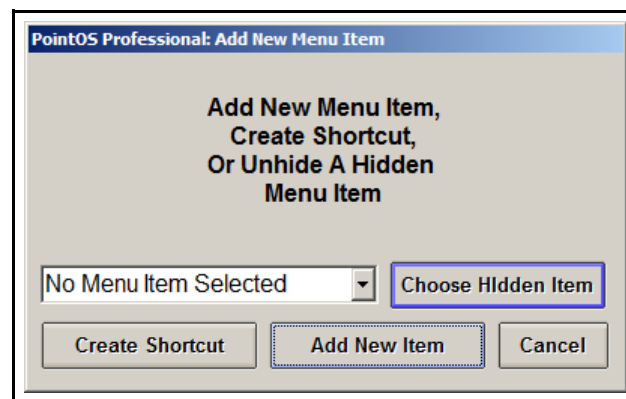 PointOS Professional: Add New Menu Item
Add New Menu Item,
Create Shortcut,
Or Unhide A Hidden
Menu Item
No Menu Item Selected
Choose HIdden Item
Create Shortcut
Add New Item
Cancel